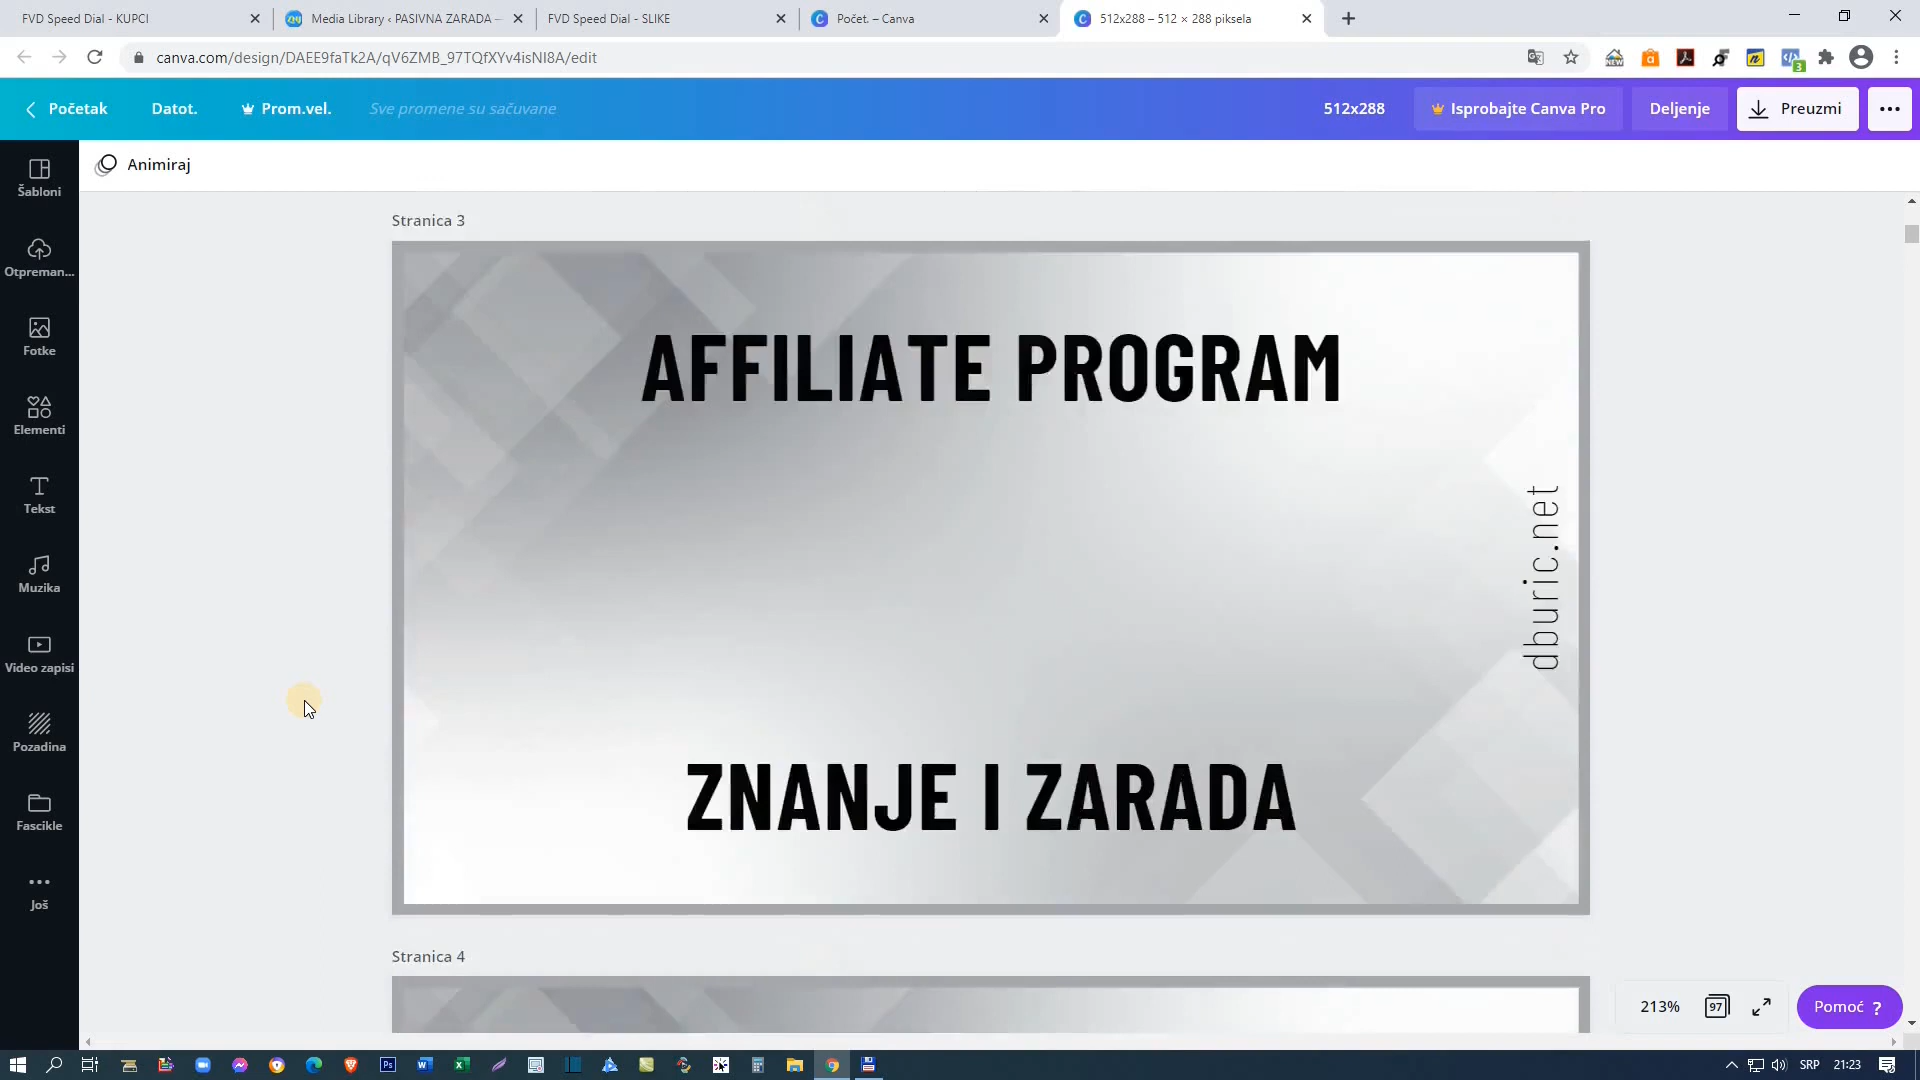 FVD Speed Dial - KUPCI
Media Library ‹ PASIVNA ZARADA –
FVD Speed Dial - SLIKE
Počet. – Canva
512x288 – 512 × 288 piksela
canva.com/design/DAEE9faTk2A/qV6ZMB_97TQfXYv4isNI8A/edit
Početak
Datot.
Prom.vel.
Sve promene su sačuvane
512x288
Isprobajte Canva Pro
Deljenje
Preuzmi
Animiraj
Šabloni
Otpreman...
Fotke
Elementi
Tekst
Muzika
Video zapisi
Pozadina
Fascikle
Još
Stranica 3
AFFILIATE PROGRAM
dburic.net
ZNANJE I ZARADA
Stranica 4
213%
97
Pomoć ?
SRP
21:23